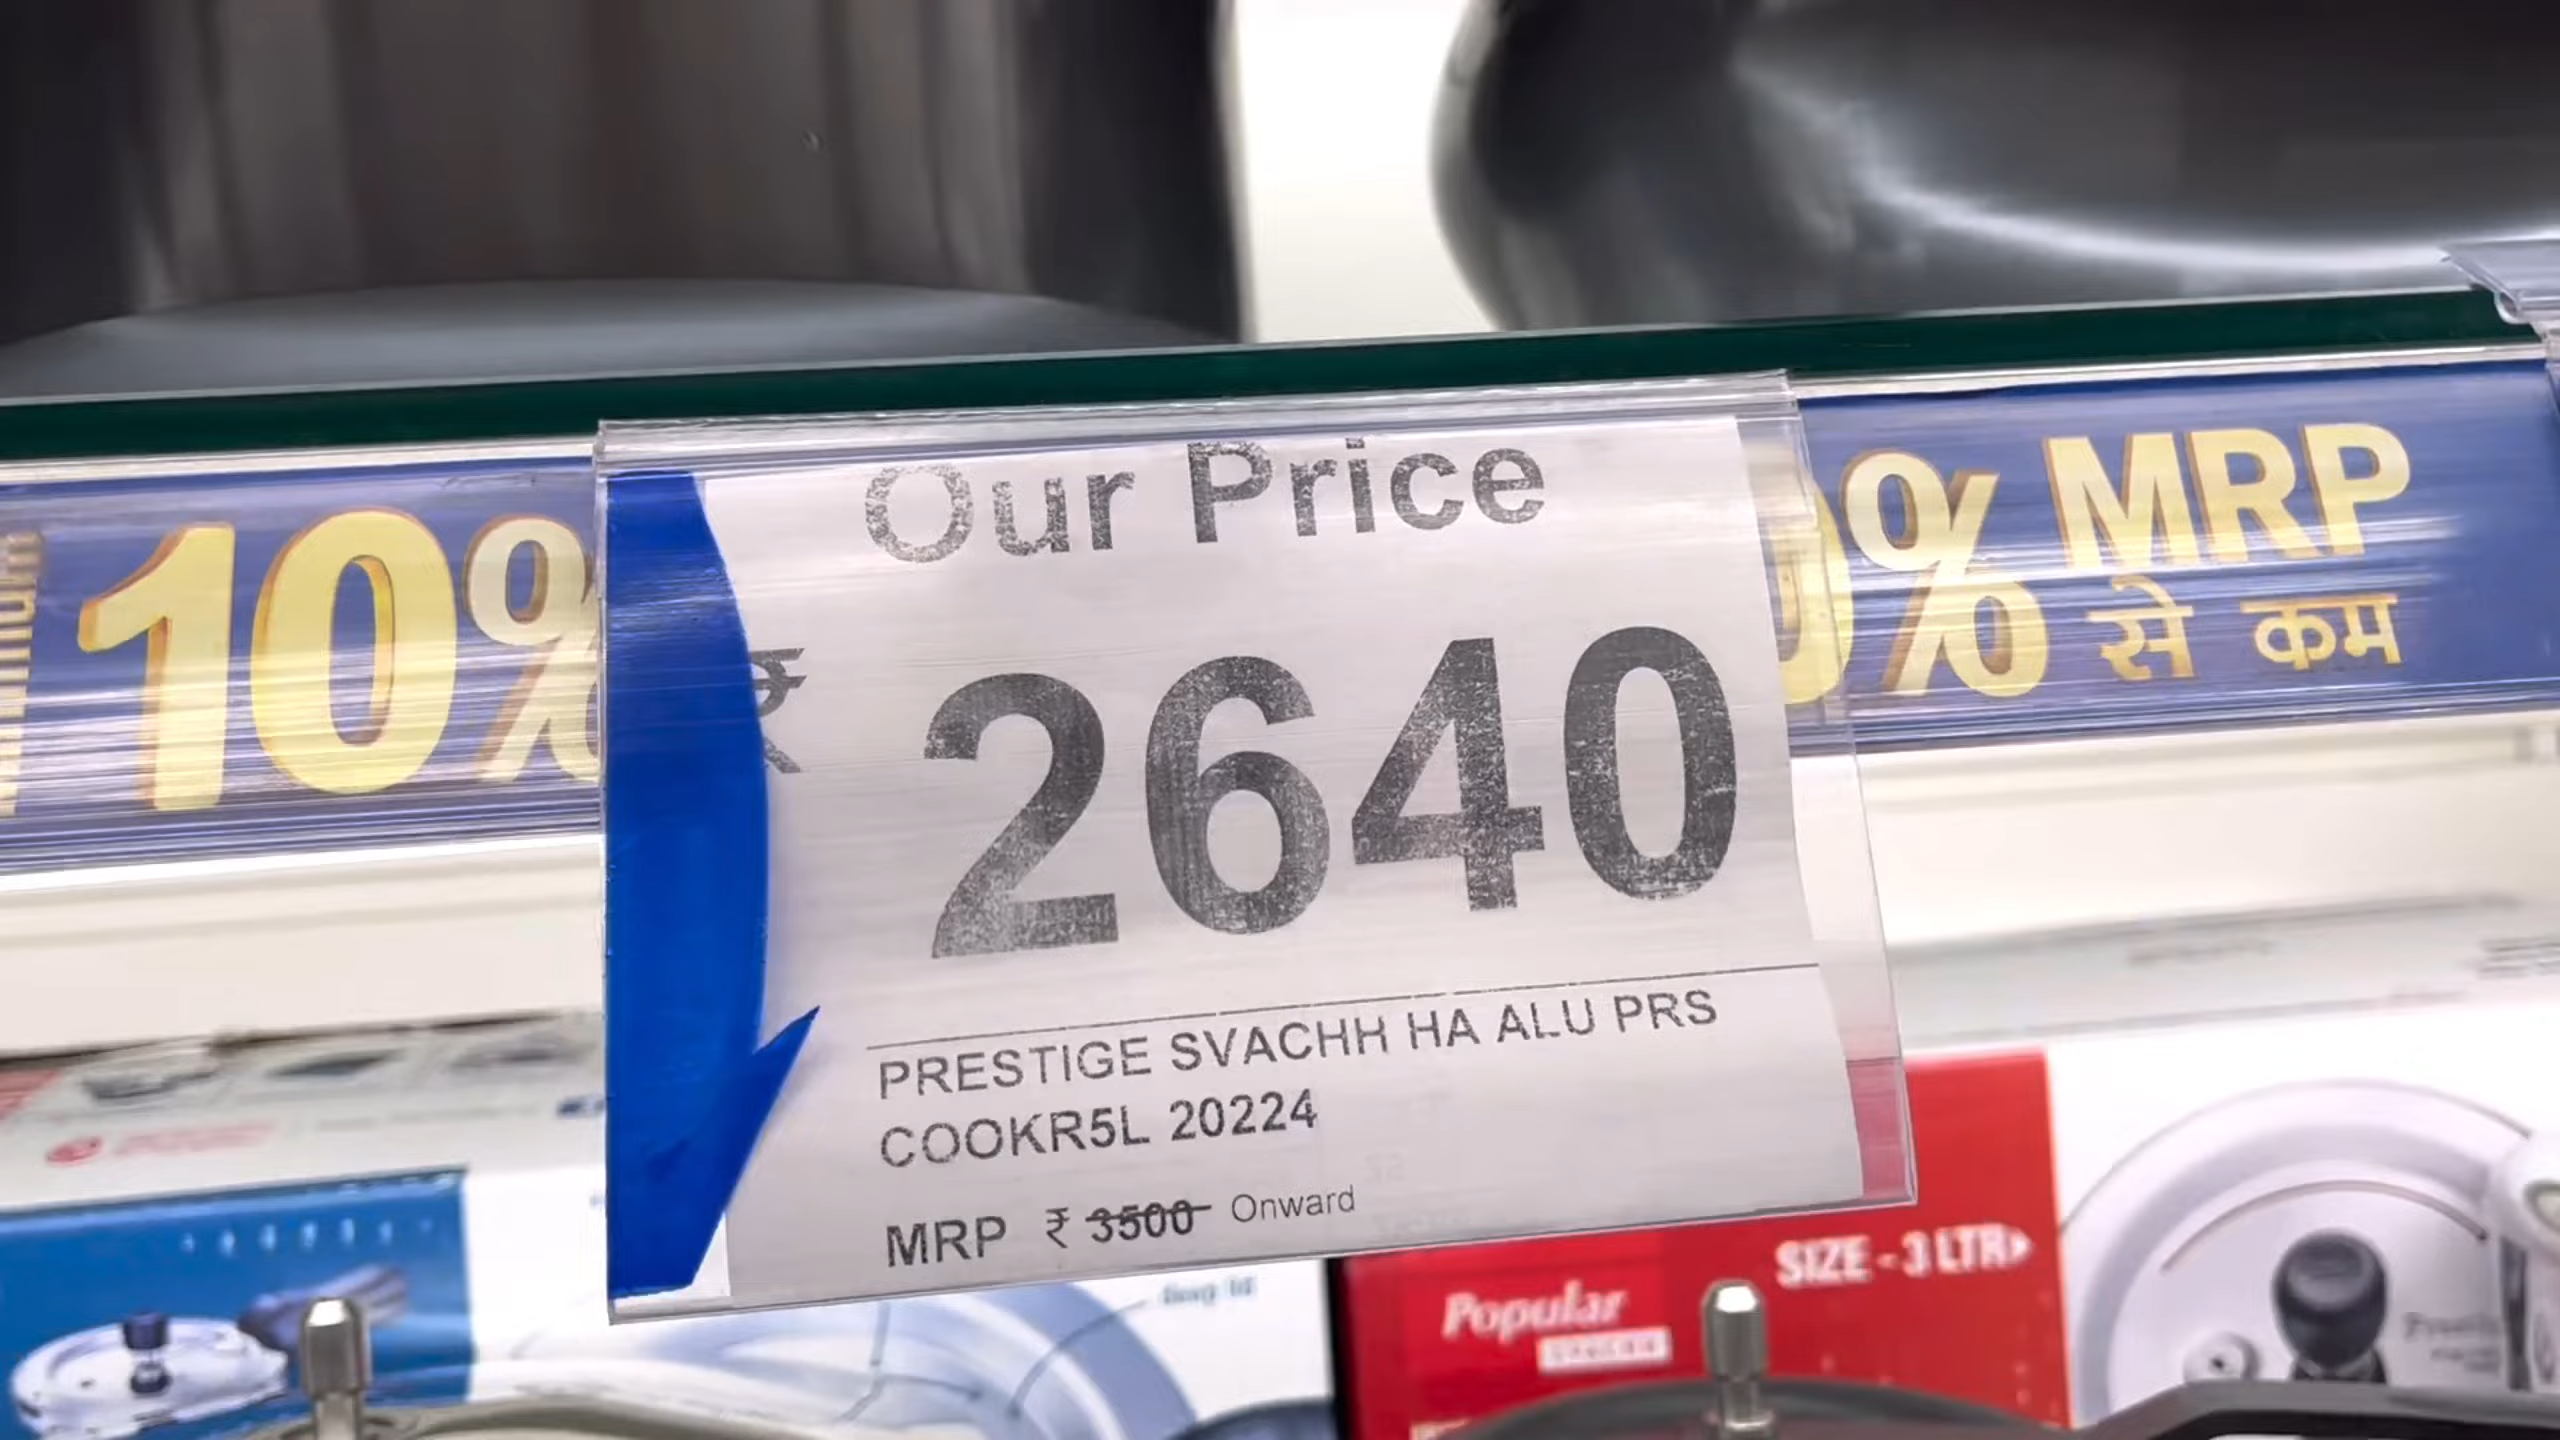 10%
Our Price
₹ 2640
% MRP
से कम
PRESTIGE SVACHH HA ALU PRS
COOKR5L 20224
MRP ₹ 3500 Onward
SIZE - 3 LTR
Popular